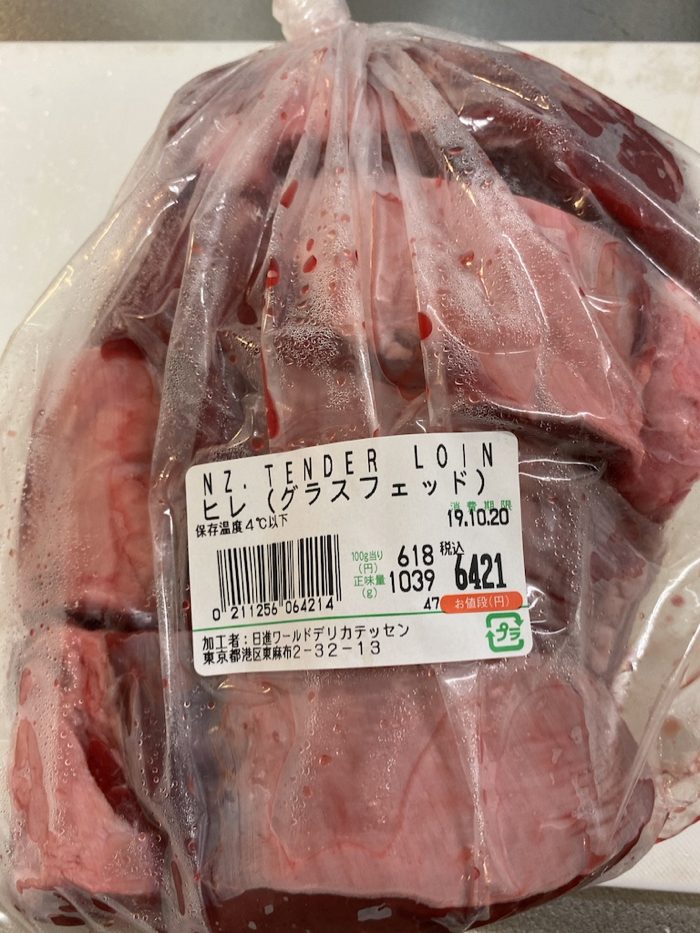 NZ. TENDER LOIN
ヒレ(グラスフェッド)
保存温度4℃以下
消費期限
19.10.20
100g当り
(円)
618
税込
正味量
(g)
1039
6421
47
お値段(円)
0 211256 064214
プラ
加工者:日進ワールドデリカテッセン
東京都港区東麻布2-32-13